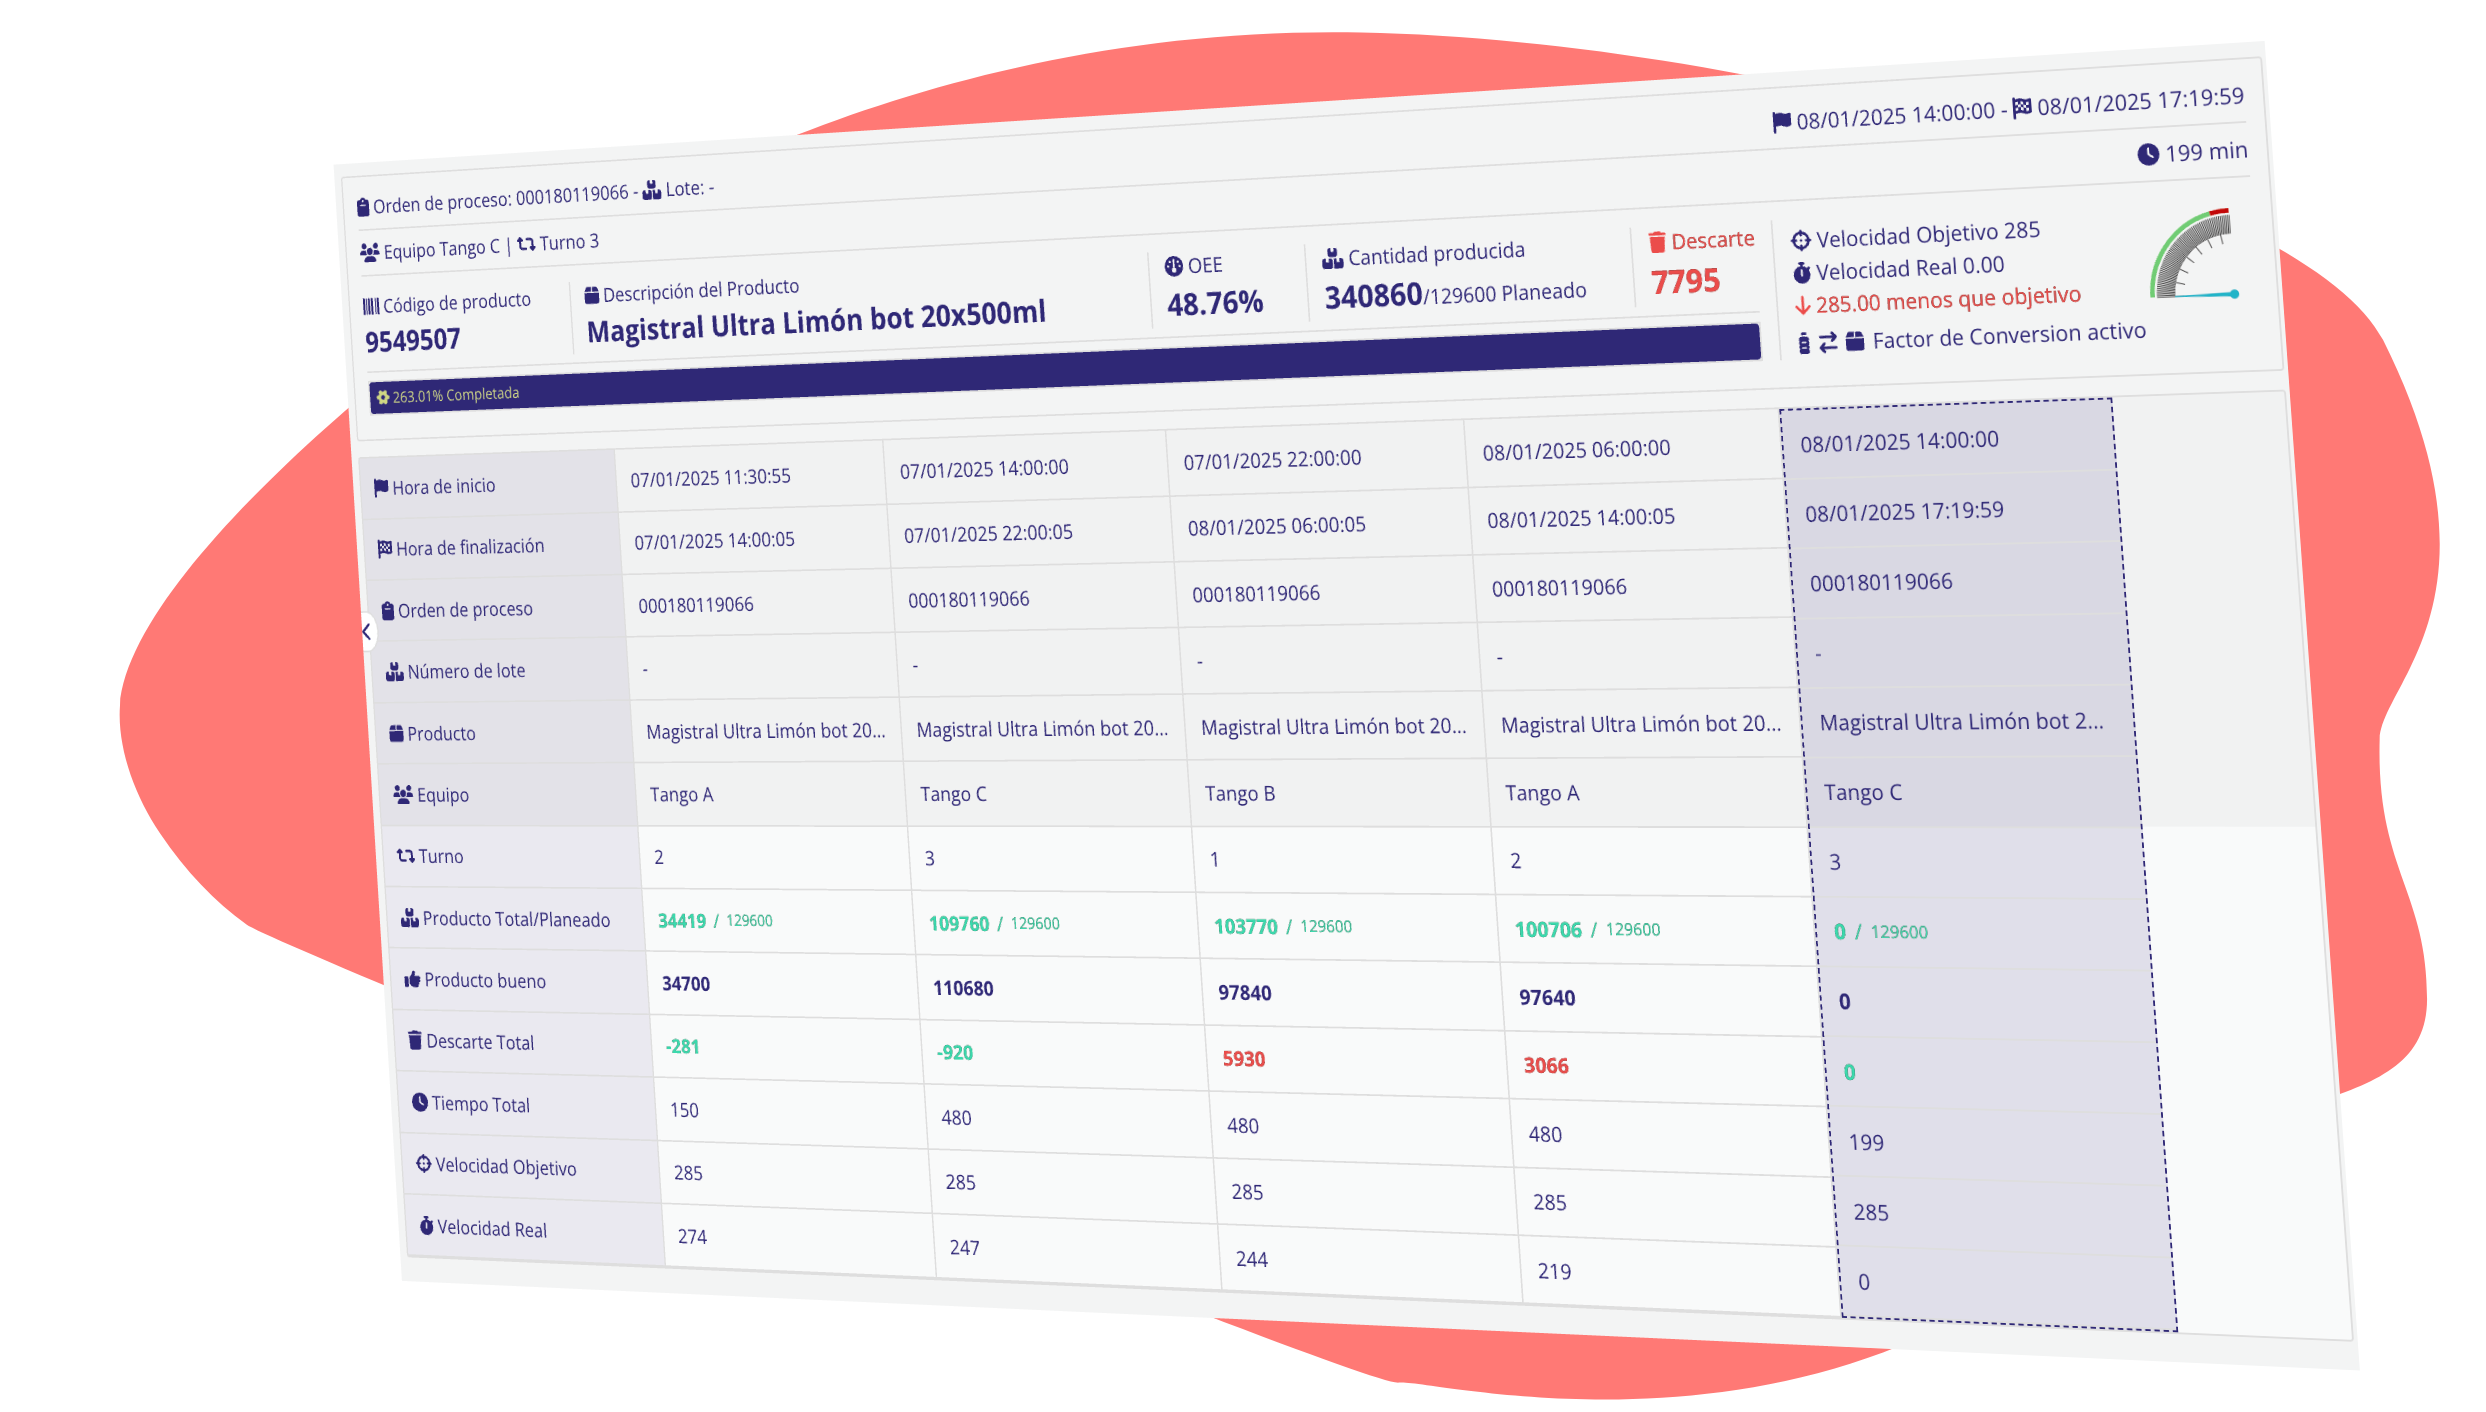 Orden de proceso: 000180119066 - Lote: -
08/01/2025 14:00:00 - 08/01/2025 17:19:59
Equipo Tango C | Turno 3
199 min
Código de producto
9549507
Descripción del Producto
Magistral Ultra Limón bot 20x500ml
OEE
48.76%
Cantidad producida
340860/129600 Planeado
Descarte
7795
Velocidad Objetivo 285
Velocidad Real 0.00
285.00 menos que objetivo
Factor de Conversion activo
263.01% Completada
Hora de inicio 07/01/2025 11:30:55 07/01/2025 14:00:00 07/01/2025 22:00:00 08/01/2025 06:00:00 08/01/2025 14:00:00
Hora de finalización 07/01/2025 14:00:05 07/01/2025 22:00:05 08/01/2025 06:00:05 08/01/2025 14:00:05 08/01/2025 17:19:59
Orden de proceso 000180119066 000180119066 000180119066 000180119066 000180119066
Número de lote - - - - -
Producto Magistral Ultra Limón bot 20... Magistral Ultra Limón bot 20... Magistral Ultra Limón bot 20... Magistral Ultra Limón bot 20... Magistral Ultra Limón bot 2...
Equipo Tango A Tango C Tango B Tango A Tango C
Turno 2 3 1 2 3
Producto Total/Planeado 34419 / 129600 109760 / 129600 103770 / 129600 100706 / 129600 0 / 129600
Producto bueno 34700 110680 97840 97640 0
Descarte Total -281 -920 5930 3066 0
Tiempo Total 150 480 480 480 199
Velocidad Objetivo 285 285 285 285 285
Velocidad Real 274 247 244 219 0